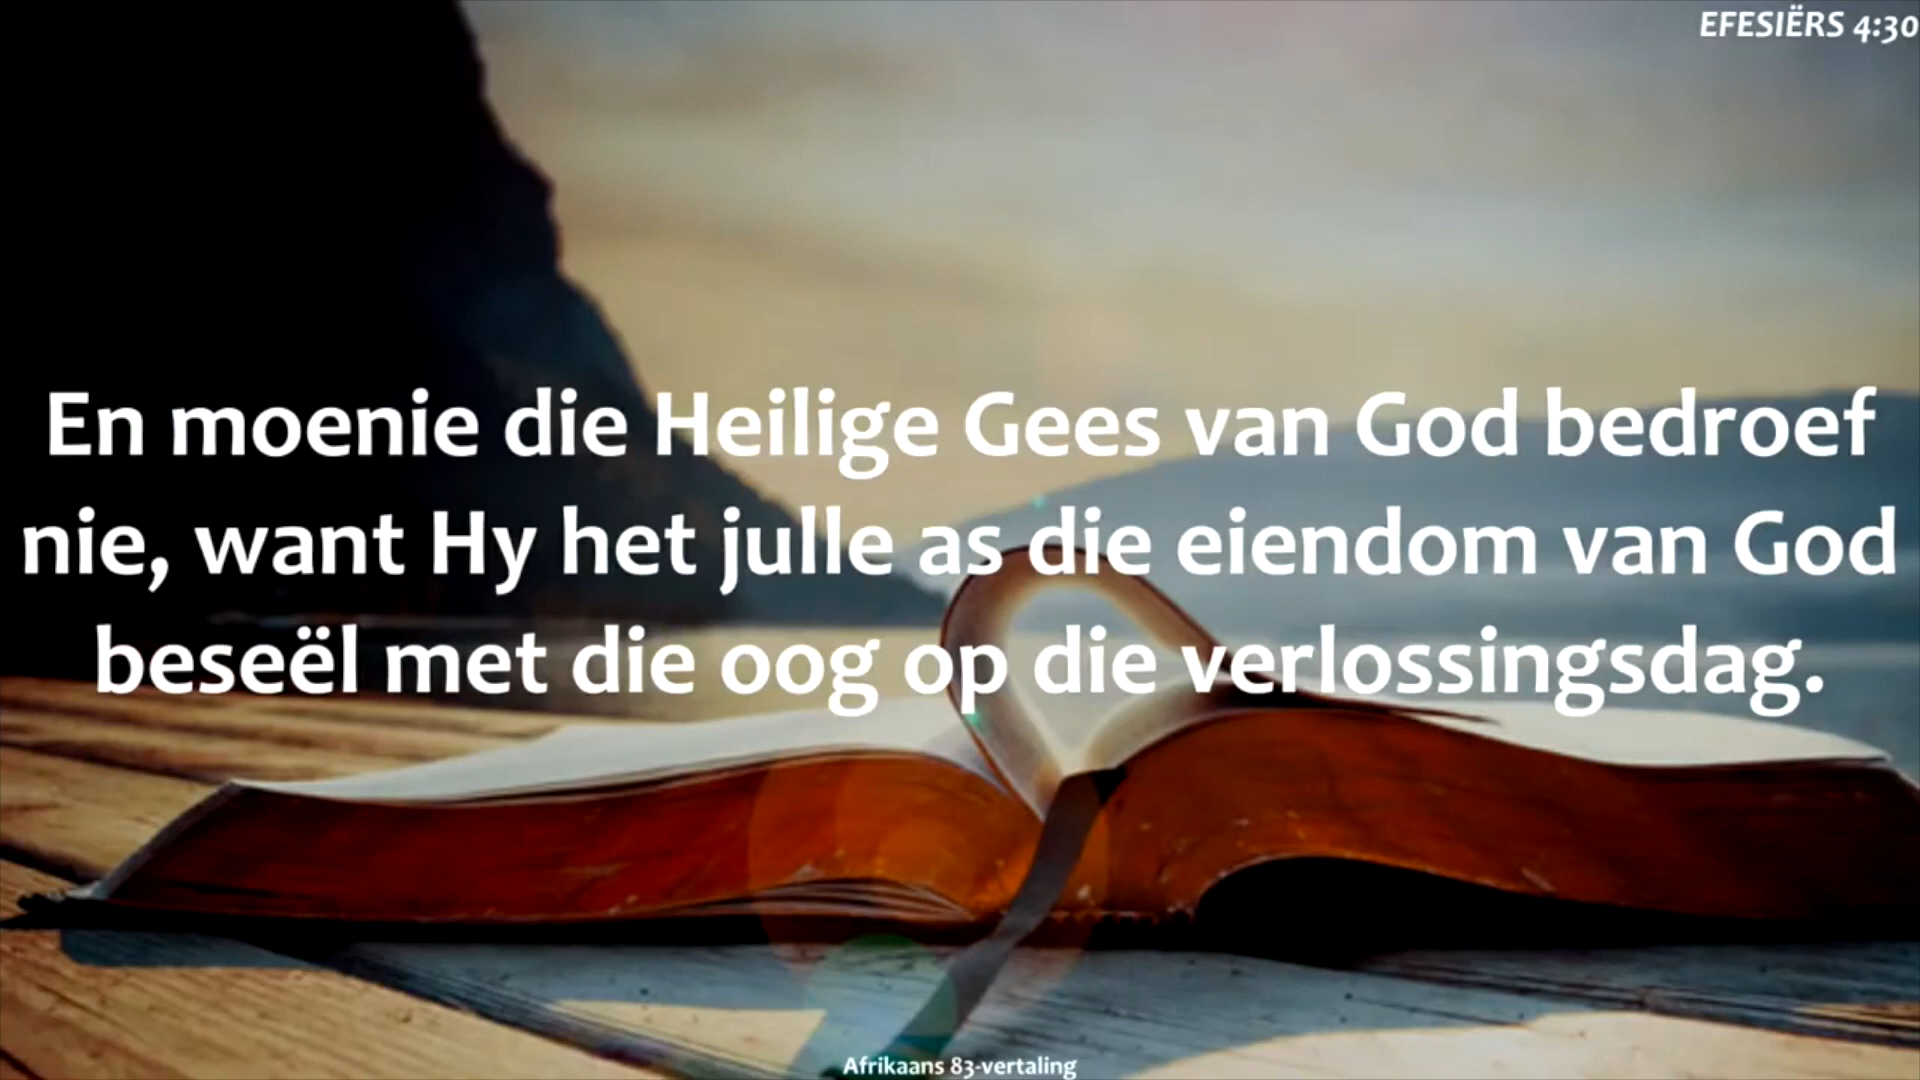 EFESIËRS 4:30
En moenie die Heilige Gees van God bedroef
nie, want Hy het julle as die eiendom van God
beseël met die oog op die verlossingsdag.
Afrikaans 83-vertaling